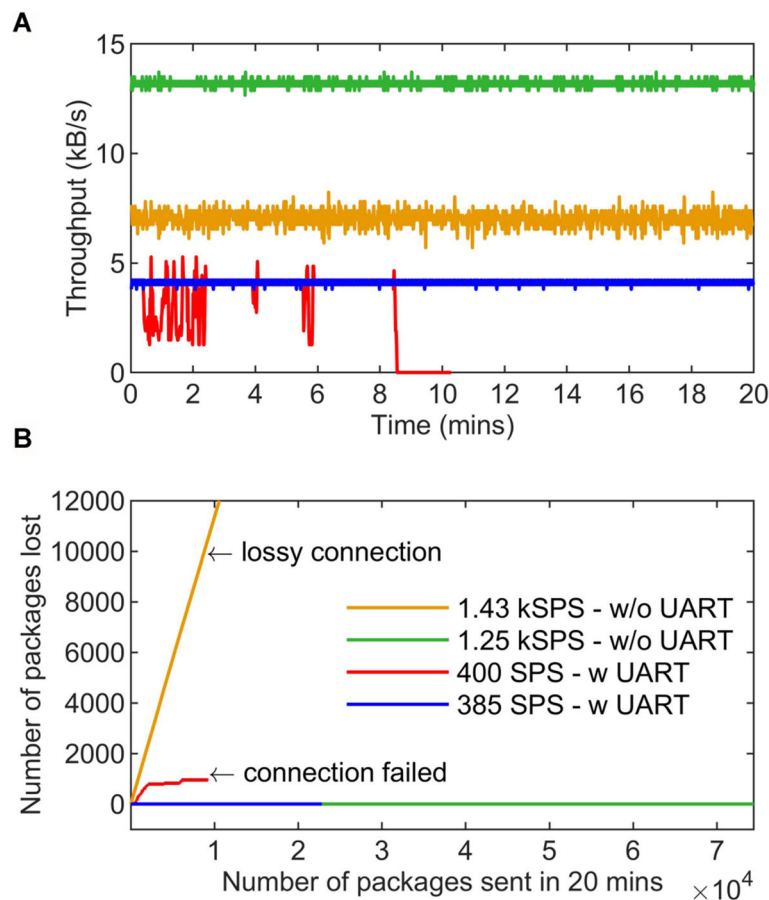 A
15
10
5
0
Throughput (kB/s)
0 2 4 6 8 10 12 14 16 18 20
Time (mins)
B
12000
10000
8000
6000
4000
2000
0
Number of packages lost
← lossy connection
1.43 kSPS - w/o UART
1.25 kSPS - w/o UART
400 SPS - w UART
385 SPS - w UART
← connection failed
1 2 3 4 5 6 7
Number of packages sent in 20 mins ×10⁴